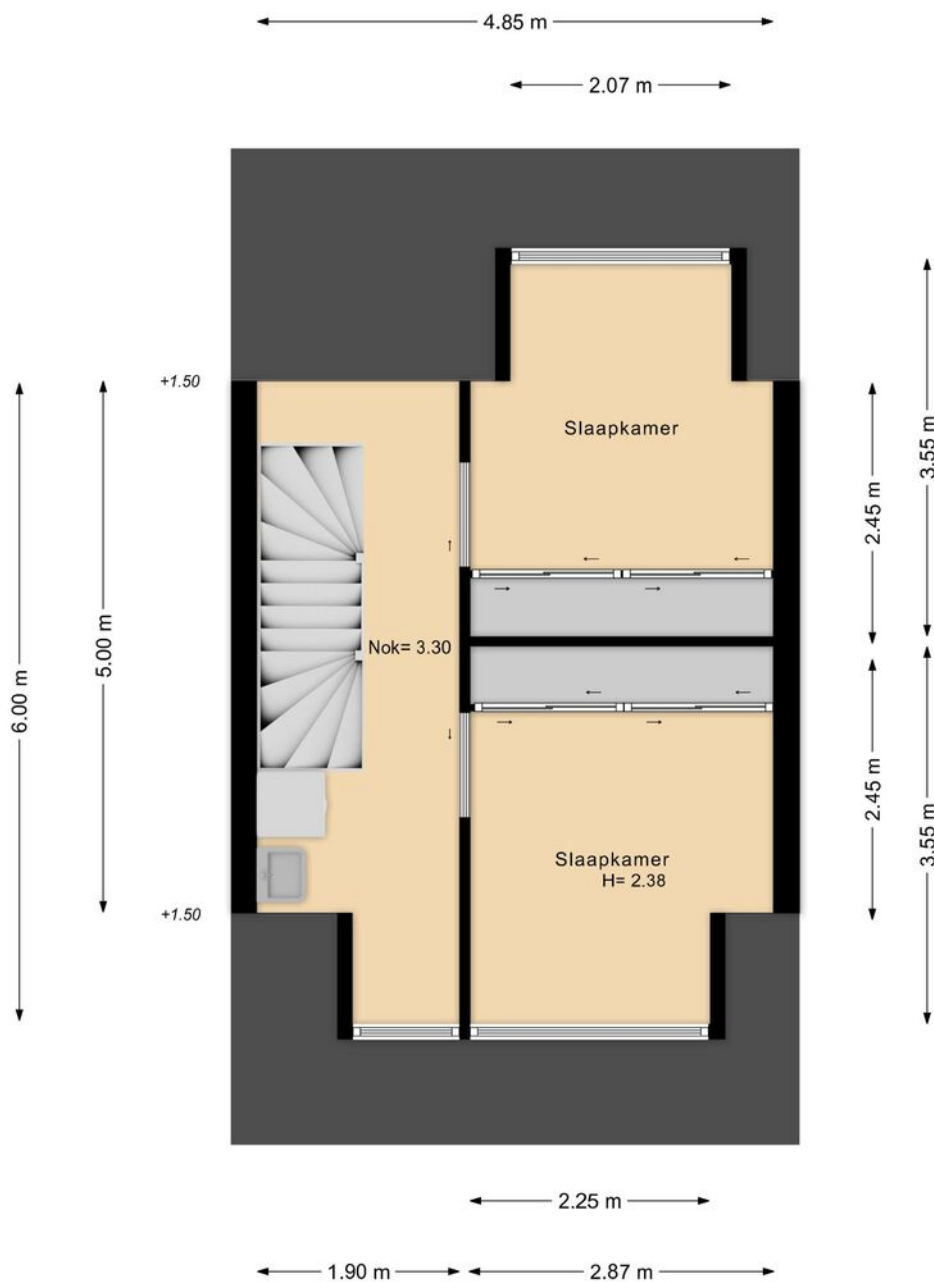 4.85 m
2.07 m
+1.50
Slaapkamer
3.55 m
2.45 m
Nok= 3.30
5.00 m
6.00 m
2.45 m
3.55 m
Slaapkamer
H= 2.38
+1.50
2.25 m
1.90 m
2.87 m